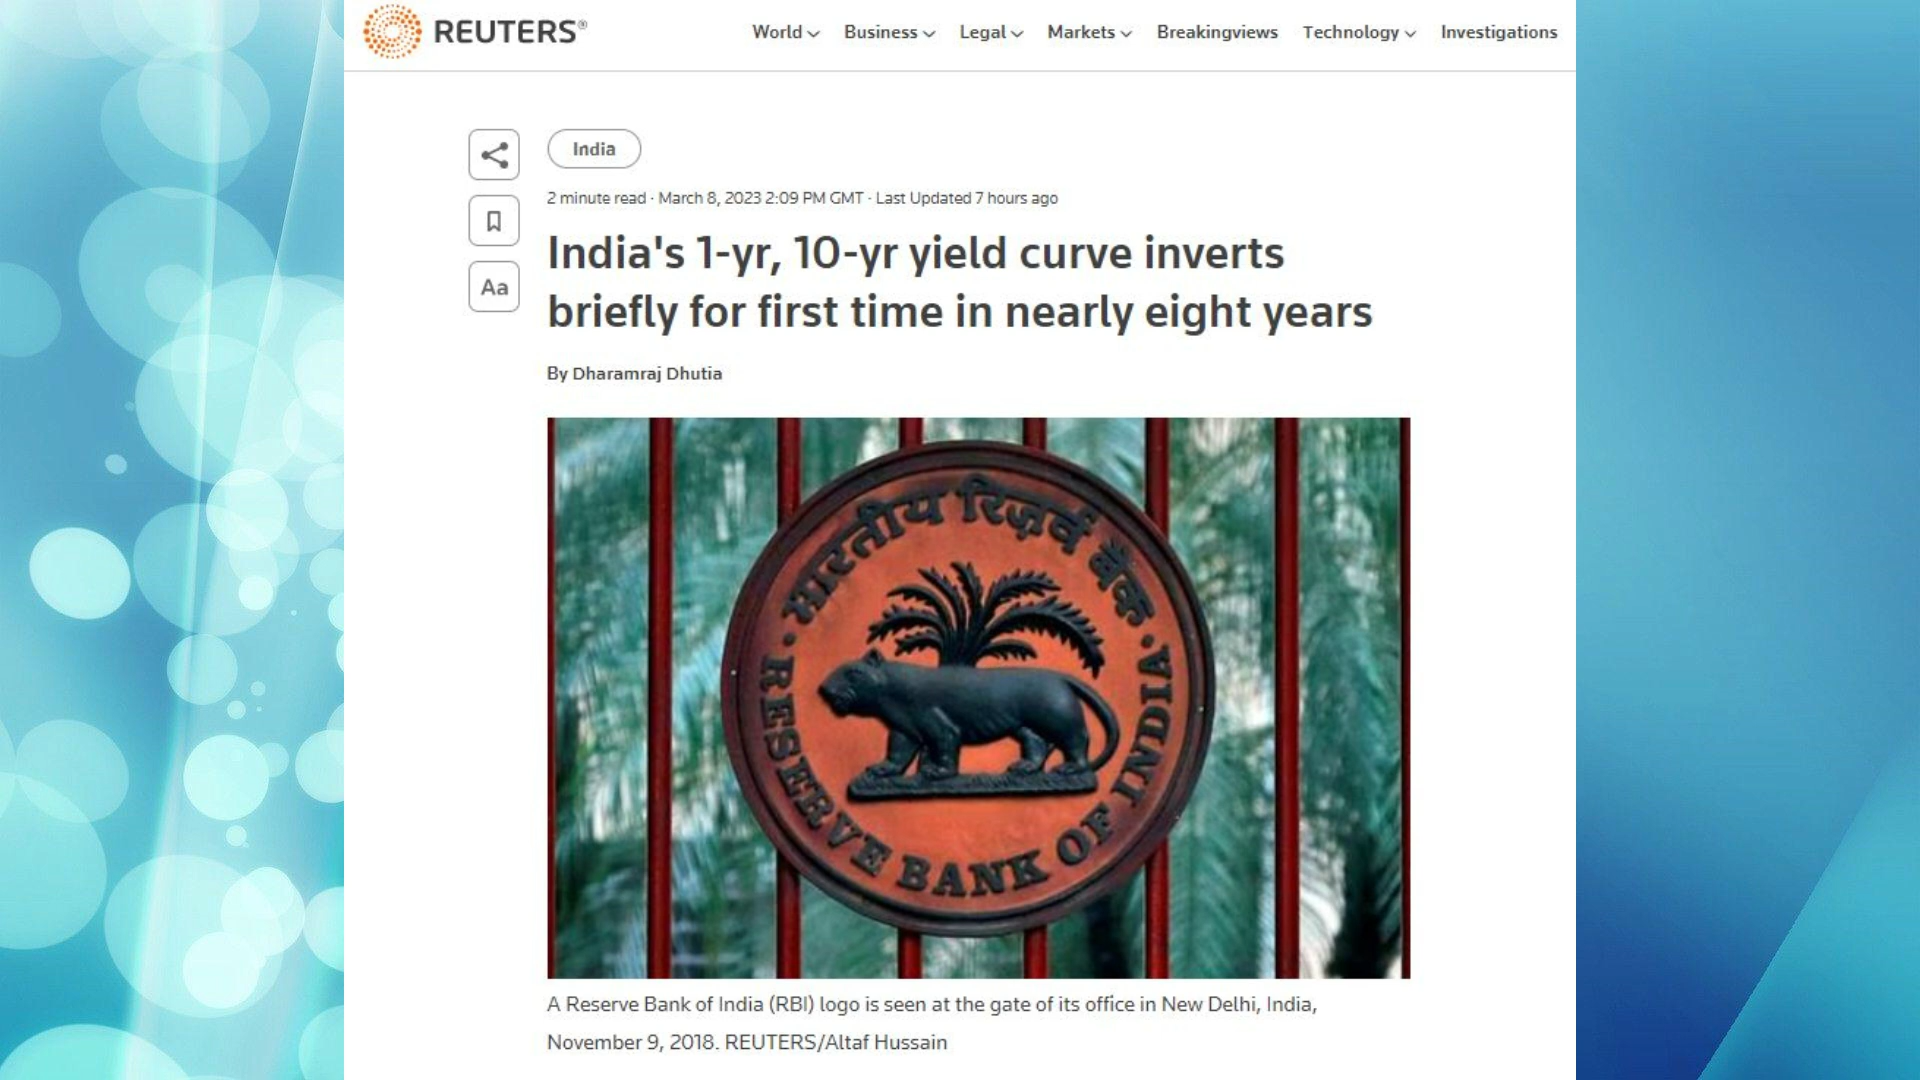 REUTERS®
World Business Legal Markets Breakingviews Technology Investigations
India
2 minute read · March 8, 2023 2:09 PM GMT · Last Updated 7 hours ago
Aa
India's 1-yr, 10-yr yield curve inverts
briefly for first time in nearly eight years
By Dharamraj Dhutia
भारतीय रिज़र्व बैंक
RESERVE BANK OF INDIA
A Reserve Bank of India (RBI) logo is seen at the gate of its office in New Delhi, India,
November 9, 2018. REUTERS/Altaf Hussain